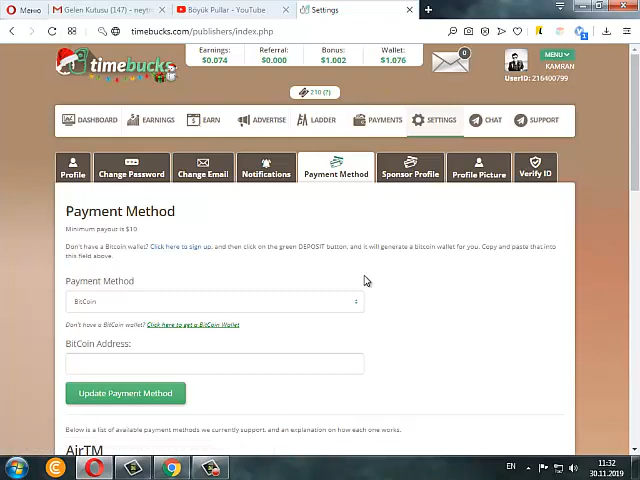 Меню
Gelen Kutusu (147) - neytm
Böyük Pullar - YouTube
Settings
timebucks.com/publishers/index.php
Earnings:
$0.074
Referral:
$0.000
Bonus:
$1.002
Wallet:
$1.076
timebucks
0
MENU
KAMRAN
UserID: 216400799
210 (?)
DASHBOARD
EARNINGS
EARN
ADVERTISE
LADDER
PAYMENTS
SETTINGS
CHAT
SUPPORT
Profile
Change Password
Change Email
Notifications
Payment Method
Sponsor Profile
Profile Picture
Verify ID
Payment Method
Minimum payout is $10
Don't have a Bitcoin wallet? Click here to sign up, and then click on the green DEPOSIT button, and it will generate a bitcoin wallet for you. Copy and paste that into
this field above.
Payment Method
BitCoin
Don't have a BitCoin wallet? Click here to get a BitCoin Wallet
BitCoin Address:
Update Payment Method
Below is a list of available payment methods we currently support, and an explanation on how each one works.
AirTM
EN
11:32
30.11.2019